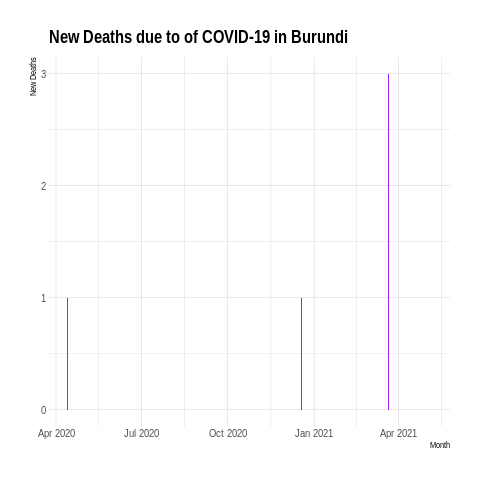 New Deaths due to of COVID-19 in Burundi
New Deaths
3
2
1
0
Apr 2020 Jul 2020 Oct 2020 Jan 2021 Apr 2021
Month